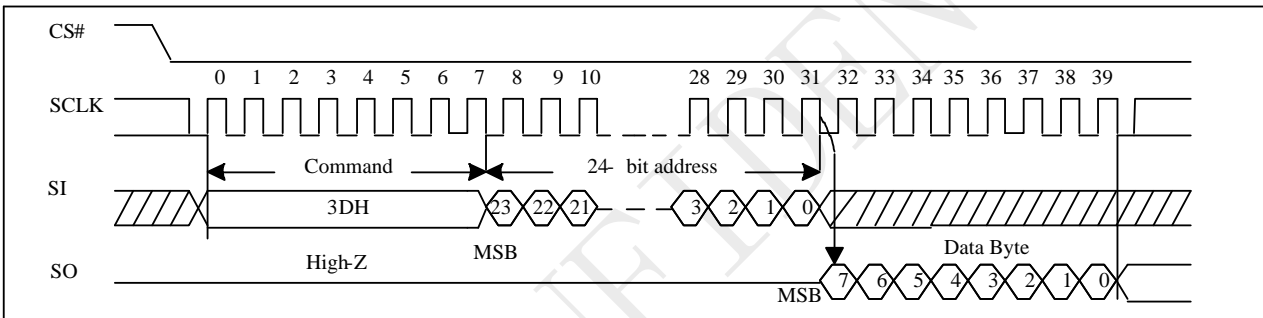 CS#
0 1 2 3 4 5 6 7 8 9 10 28 29 30 31 32 33 34 35 36 37 38 39
SCLK
Command 24- bit address
SI
3DH 23 22 21 3 2 1 0
High-Z MSB Data Byte
SO
MSB 7 6 5 4 3 2 1 0